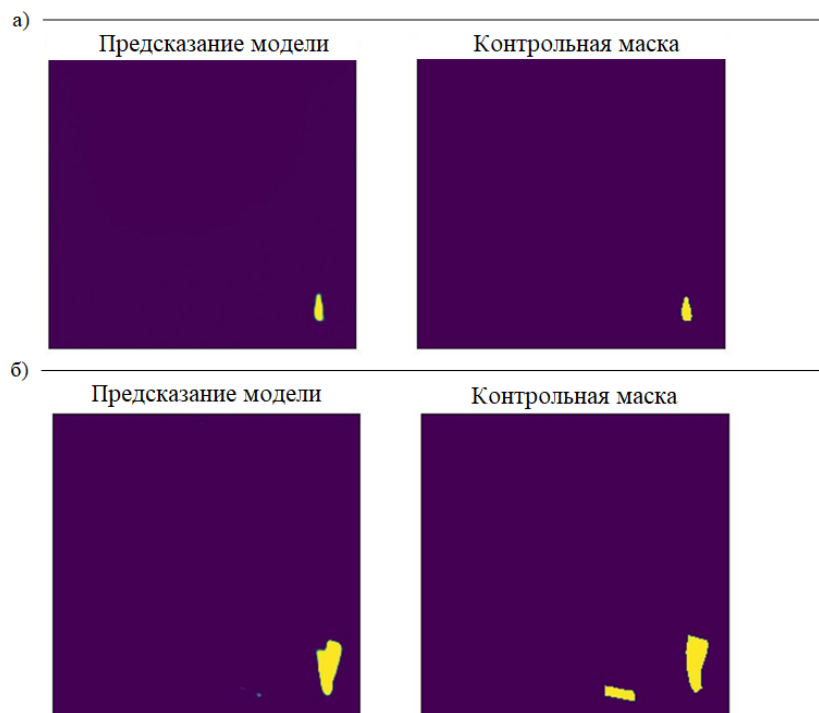 а)
Предсказание модели Контрольная маска
б)
Предсказание модели Контрольная маска